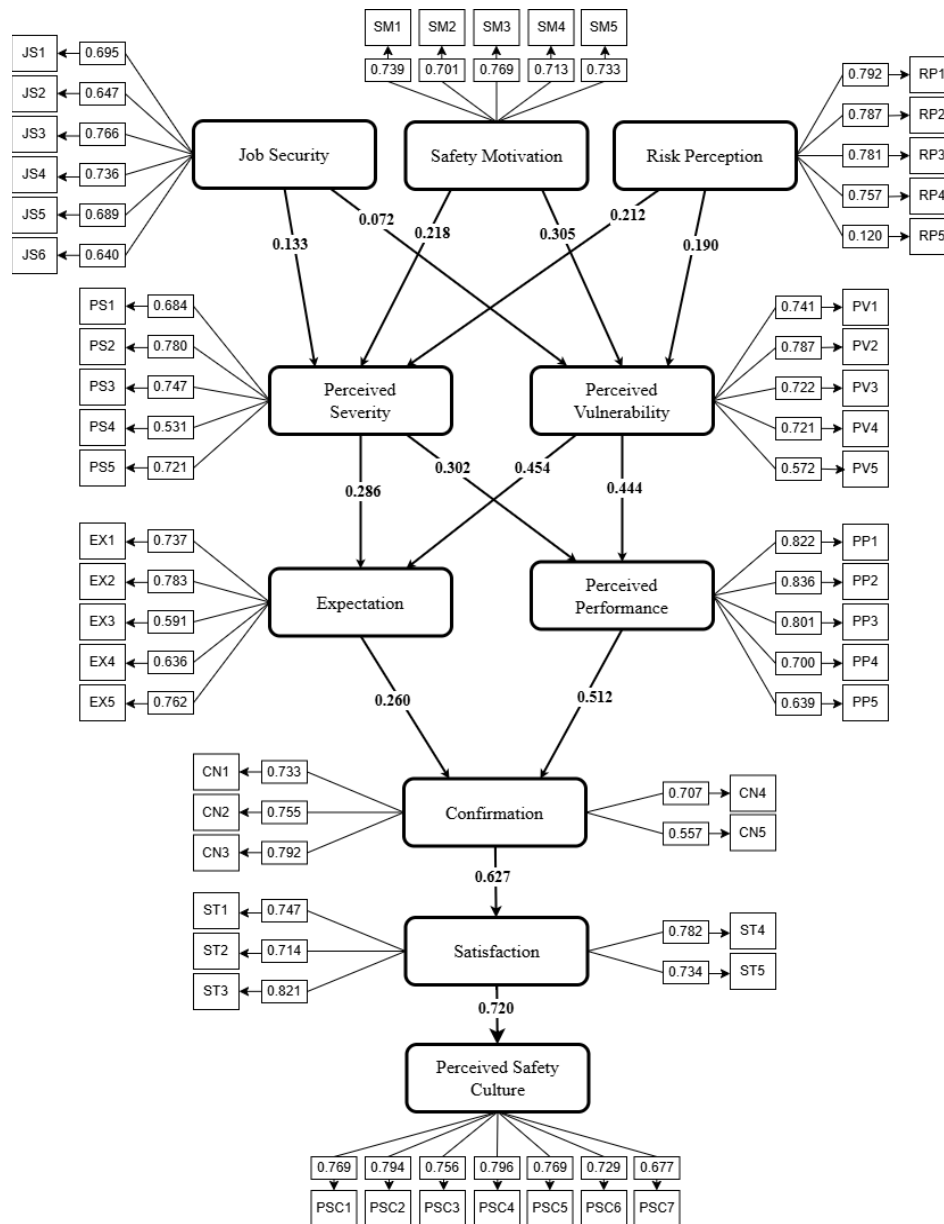 SM1 SM2 SM3 SM4 SM5
0.739 0.701 0.769 0.713 0.733
JS1 0.695
JS2 0.647
JS3 0.766
JS4 0.736
JS5 0.689
JS6 0.640
Job Security
Safety Motivation
Risk Perception
0.792 RP1
0.787 RP2
0.781 RP3
0.757 RP4
0.120 RP5
0.133
0.072
0.218
0.305
0.212
0.190
PS1 0.684
PS2 0.780
PS3 0.747
PS4 0.531
PS5 0.721
Perceived
Severity
Perceived
Vulnerability
0.741 PV1
0.787 PV2
0.722 PV3
0.721 PV4
0.572 PV5
0.286
0.302
0.454
0.444
EX1 0.737
EX2 0.783
EX3 0.591
EX4 0.636
EX5 0.762
Expectation
Perceived
Performance
0.822 PP1
0.836 PP2
0.801 PP3
0.700 PP4
0.639 PP5
0.260
0.512
CN1 0.733
CN2 0.755
CN3 0.792
Confirmation
0.707 CN4
0.557 CN5
0.627
ST1 0.747
ST2 0.714
ST3 0.821
Satisfaction
0.782 ST4
0.734 ST5
0.720
Perceived Safety
Culture
0.769 0.794 0.756 0.796 0.769 0.729 0.677
PSC1 PSC2 PSC3 PSC4 PSC5 PSC6 PSC7